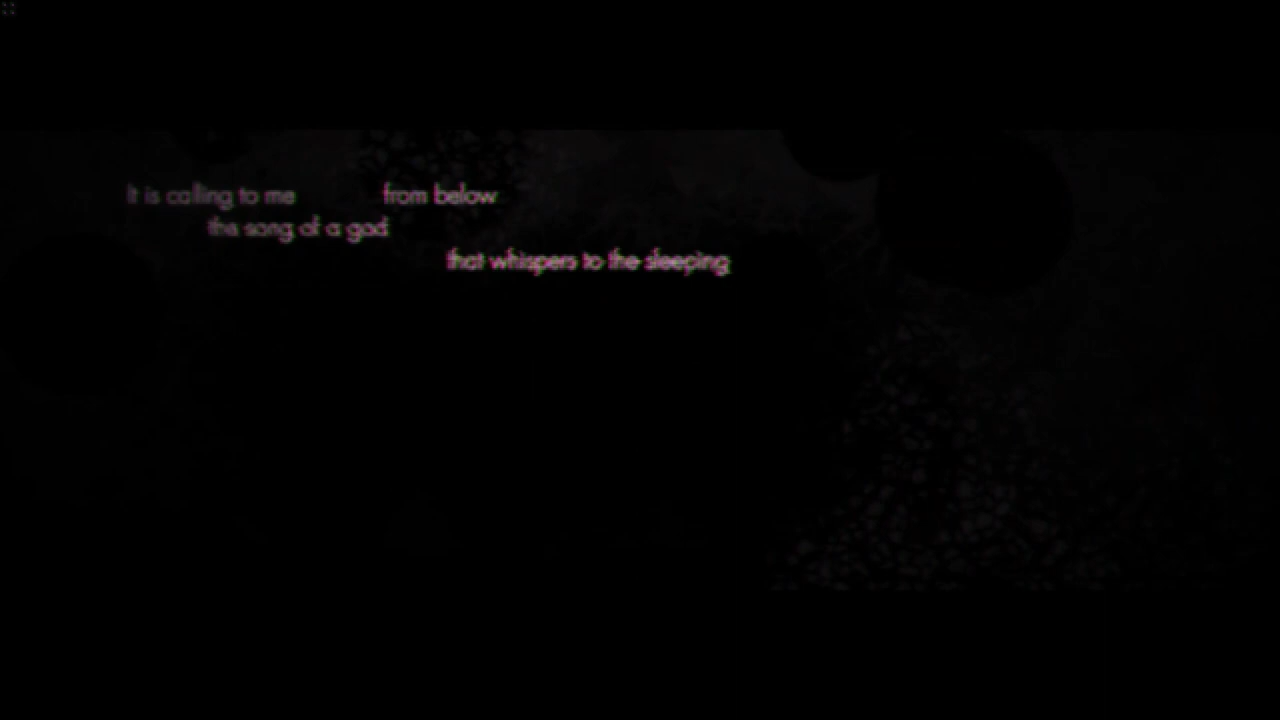 It is calling to me from below
the song of a god
that whispers to the sleeping